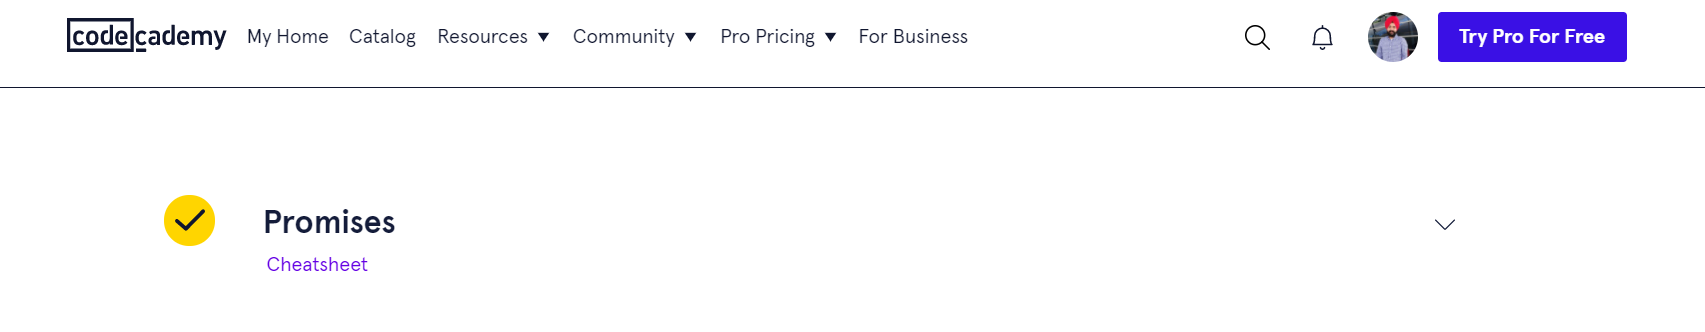 codecademy My Home Catalog Resources Community Pro Pricing For Business Try Pro For Free
Promises
Cheatsheet